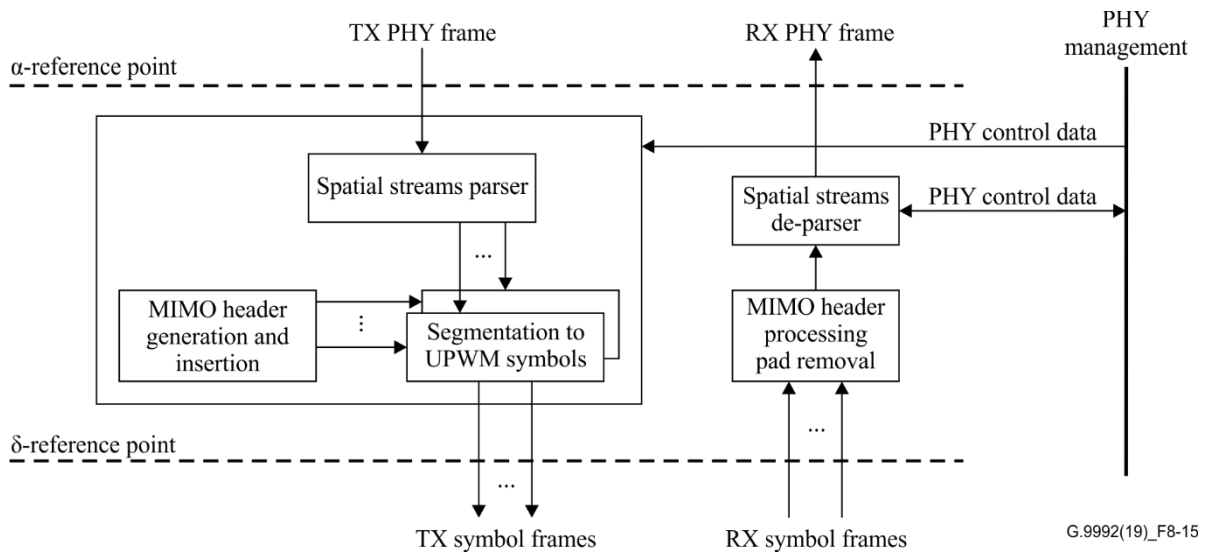 TX PHY frame
RX PHY frame
PHY
management
α-reference point
PHY control data
Spatial streams parser
Spatial streams
de-parser
PHY control data
...
MIMO header
generation and
insertion
...
Segmentation to
UPWM symbols
MIMO header
processing
pad removal
...
δ-reference point
...
TX symbol frames
RX symbol frames
G.9992(19)_F8-15